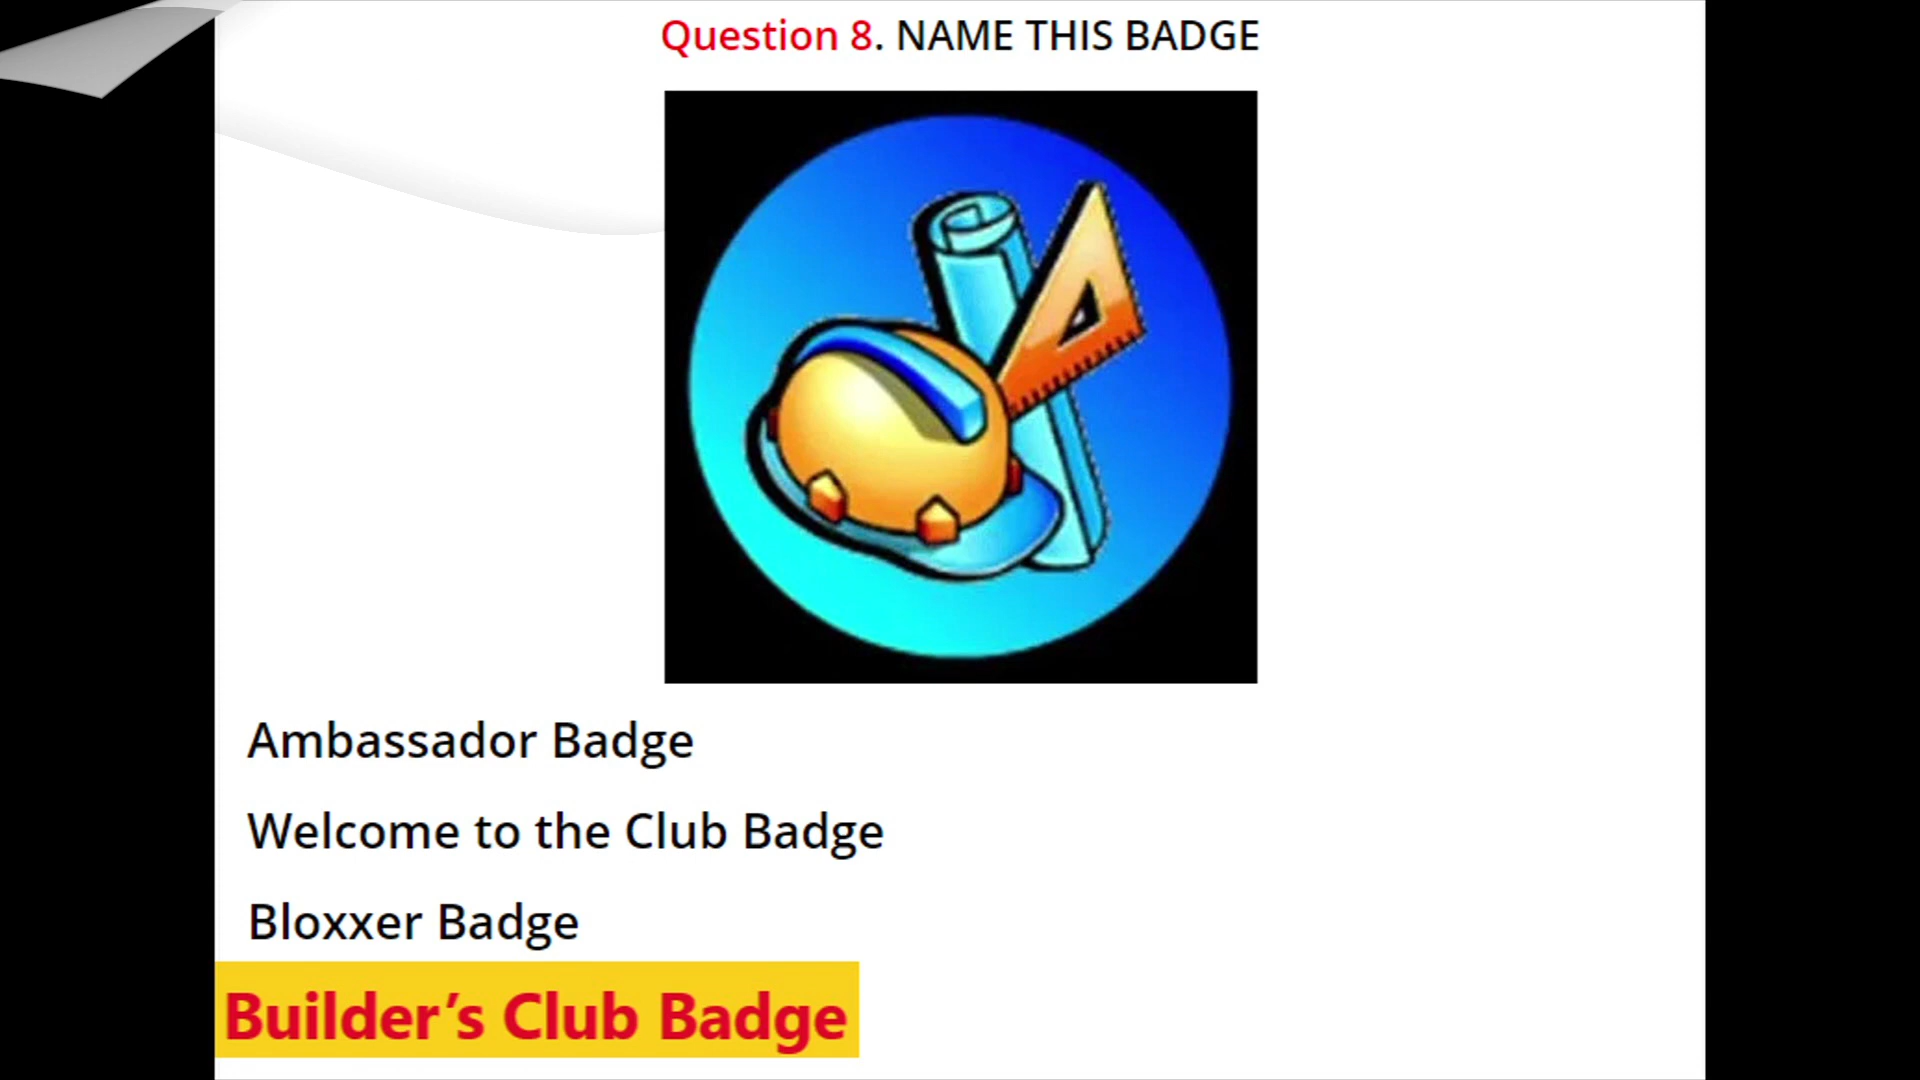 Question 8. NAME THIS BADGE
Ambassador Badge
Welcome to the Club Badge
Bloxxer Badge
Builder’s Club Badge